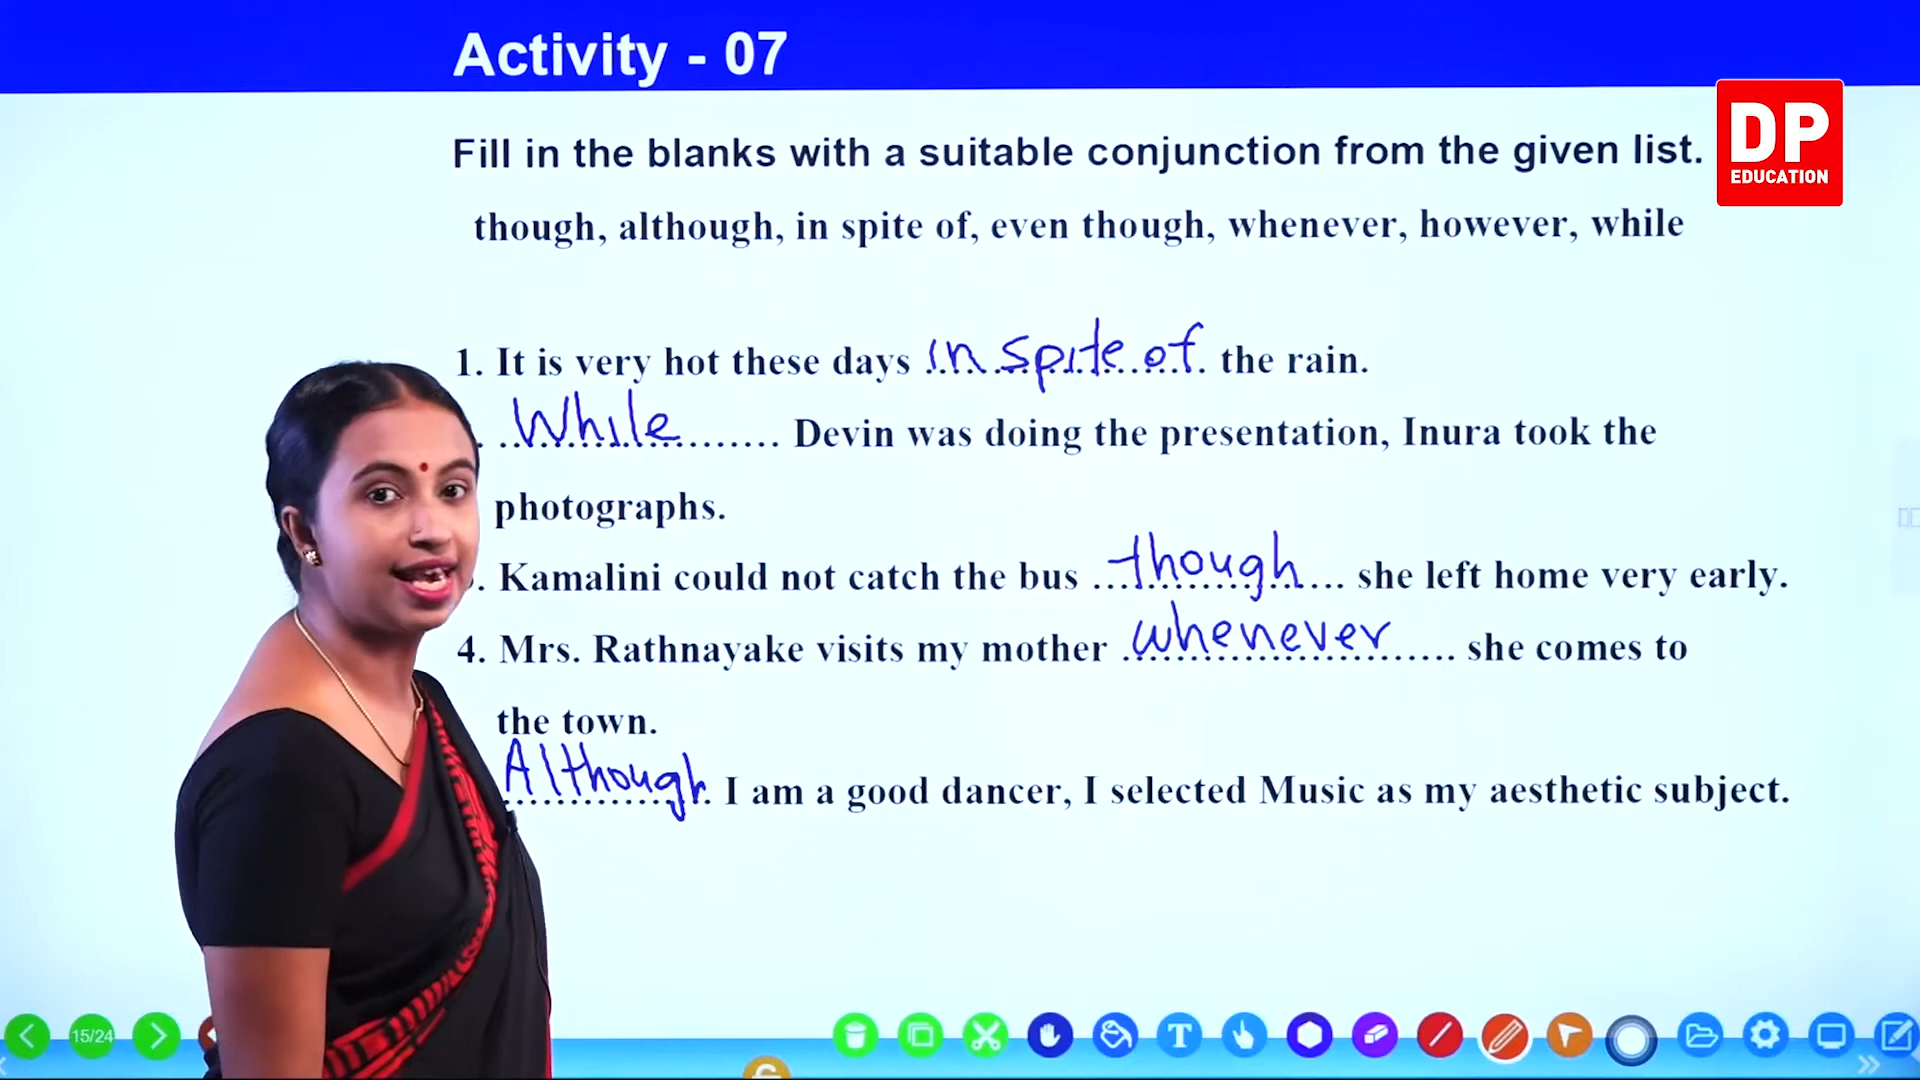 Activity - 07
DP
EDUCATION
Fill in the blanks with a suitable conjunction from the given list.
though, although, in spite of, even though, whenever, however, while
1. It is very hot these days in spite of the rain.
While Devin was doing the presentation, Inura took the
photographs.
Kamalini could not catch the bus though she left home very early.
4. Mrs. Rathnayake visits my mother whenever she comes to
the town.
Although I am a good dancer, I selected Music as my aesthetic subject.
15/24
T